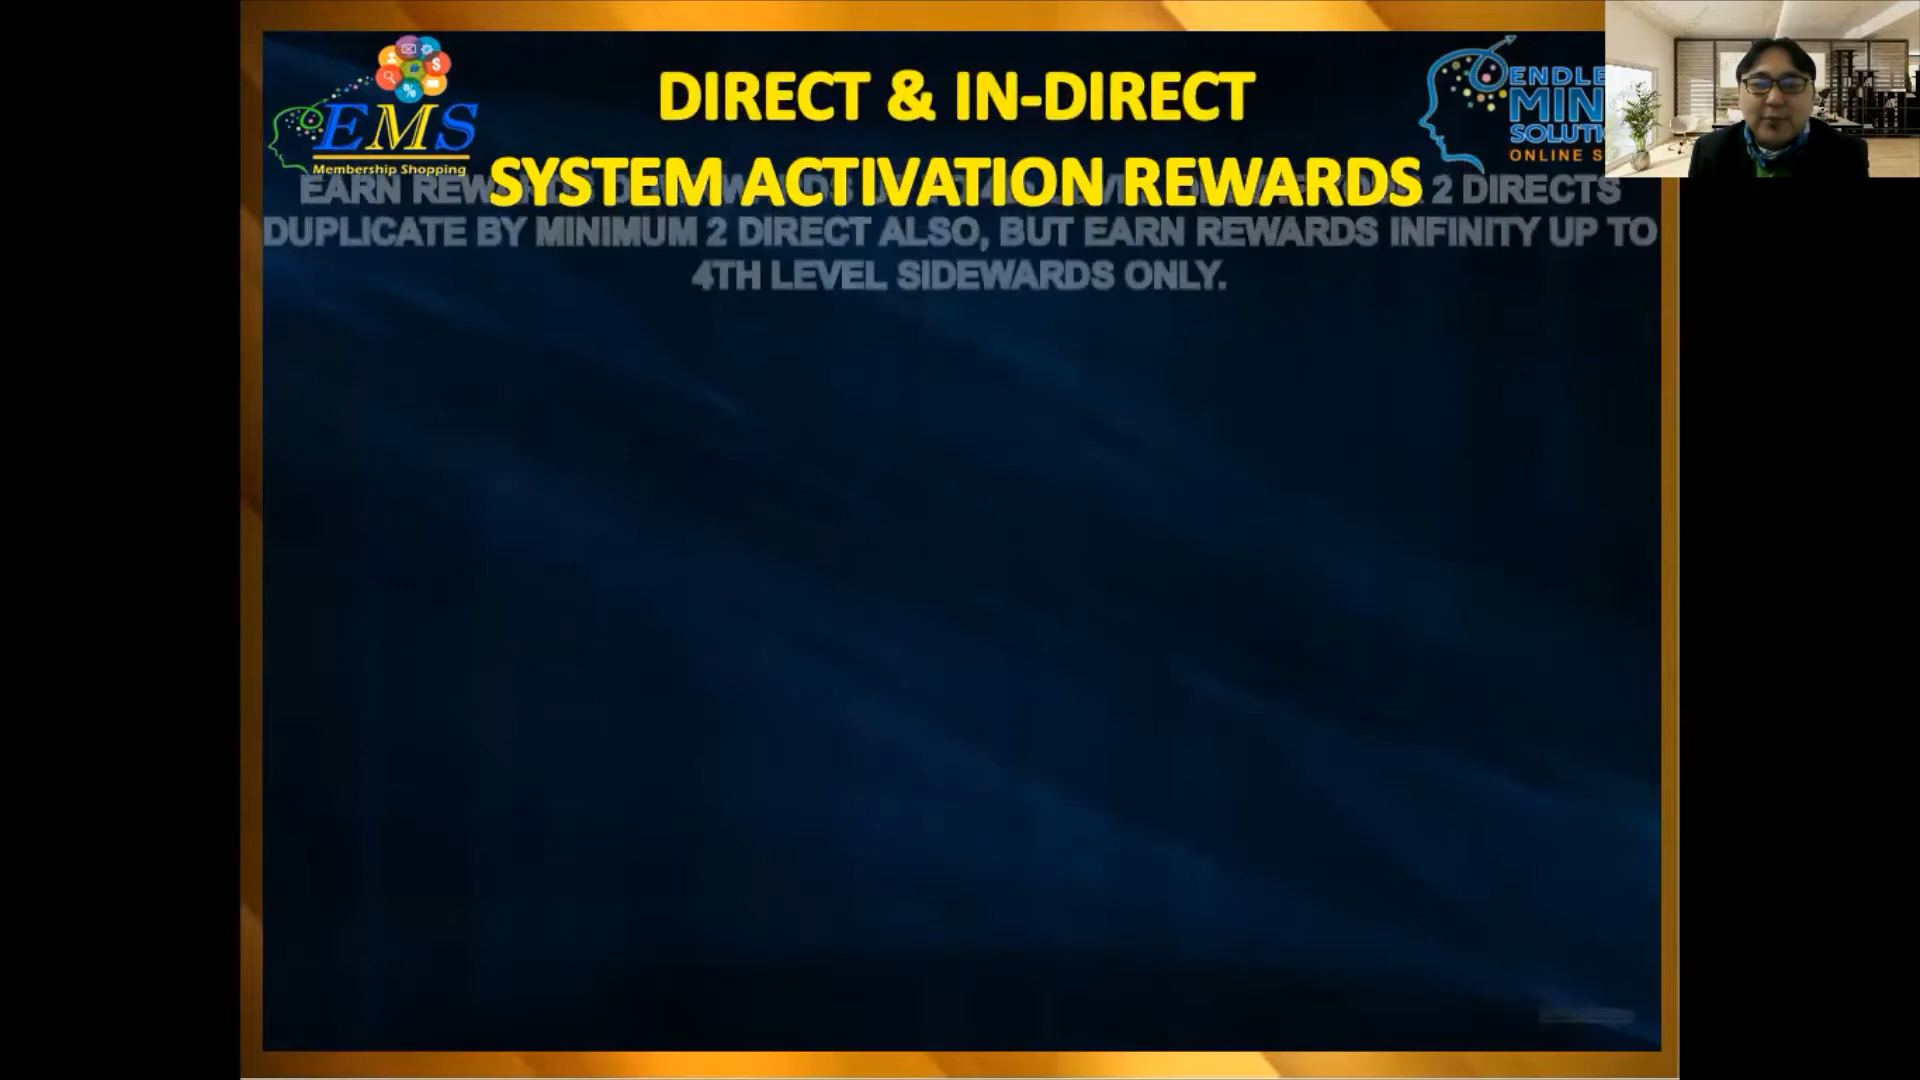 EMS
Membership Shopping
DIRECT & IN-DIRECT
SYSTEM ACTIVATION REWARDS
ENDLE
MIN
SOLUTI
ONLINE S
EARN 2 DIRECTS
DUPLICATE BY MINIMUM 2 DIRECT ALSO, BUT EARN REWARDS INFINITY UP TO
4TH LEVEL SIDEWARDS ONLY.